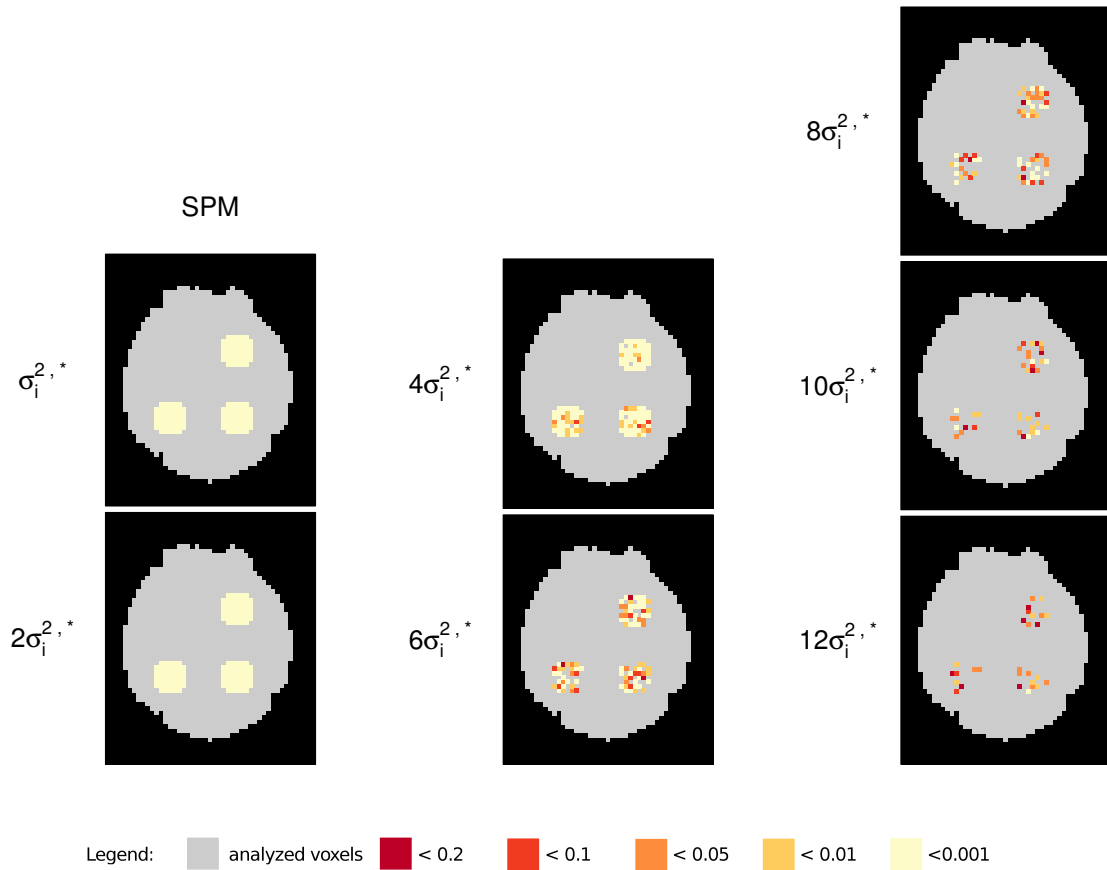 SPM
σᵢ²,*
2σᵢ²,*
4σᵢ²,*
6σᵢ²,*
8σᵢ²,*
10σᵢ²,*
12σᵢ²,*
Legend: analyzed voxels < 0.2 < 0.1 < 0.05 < 0.01 <0.001